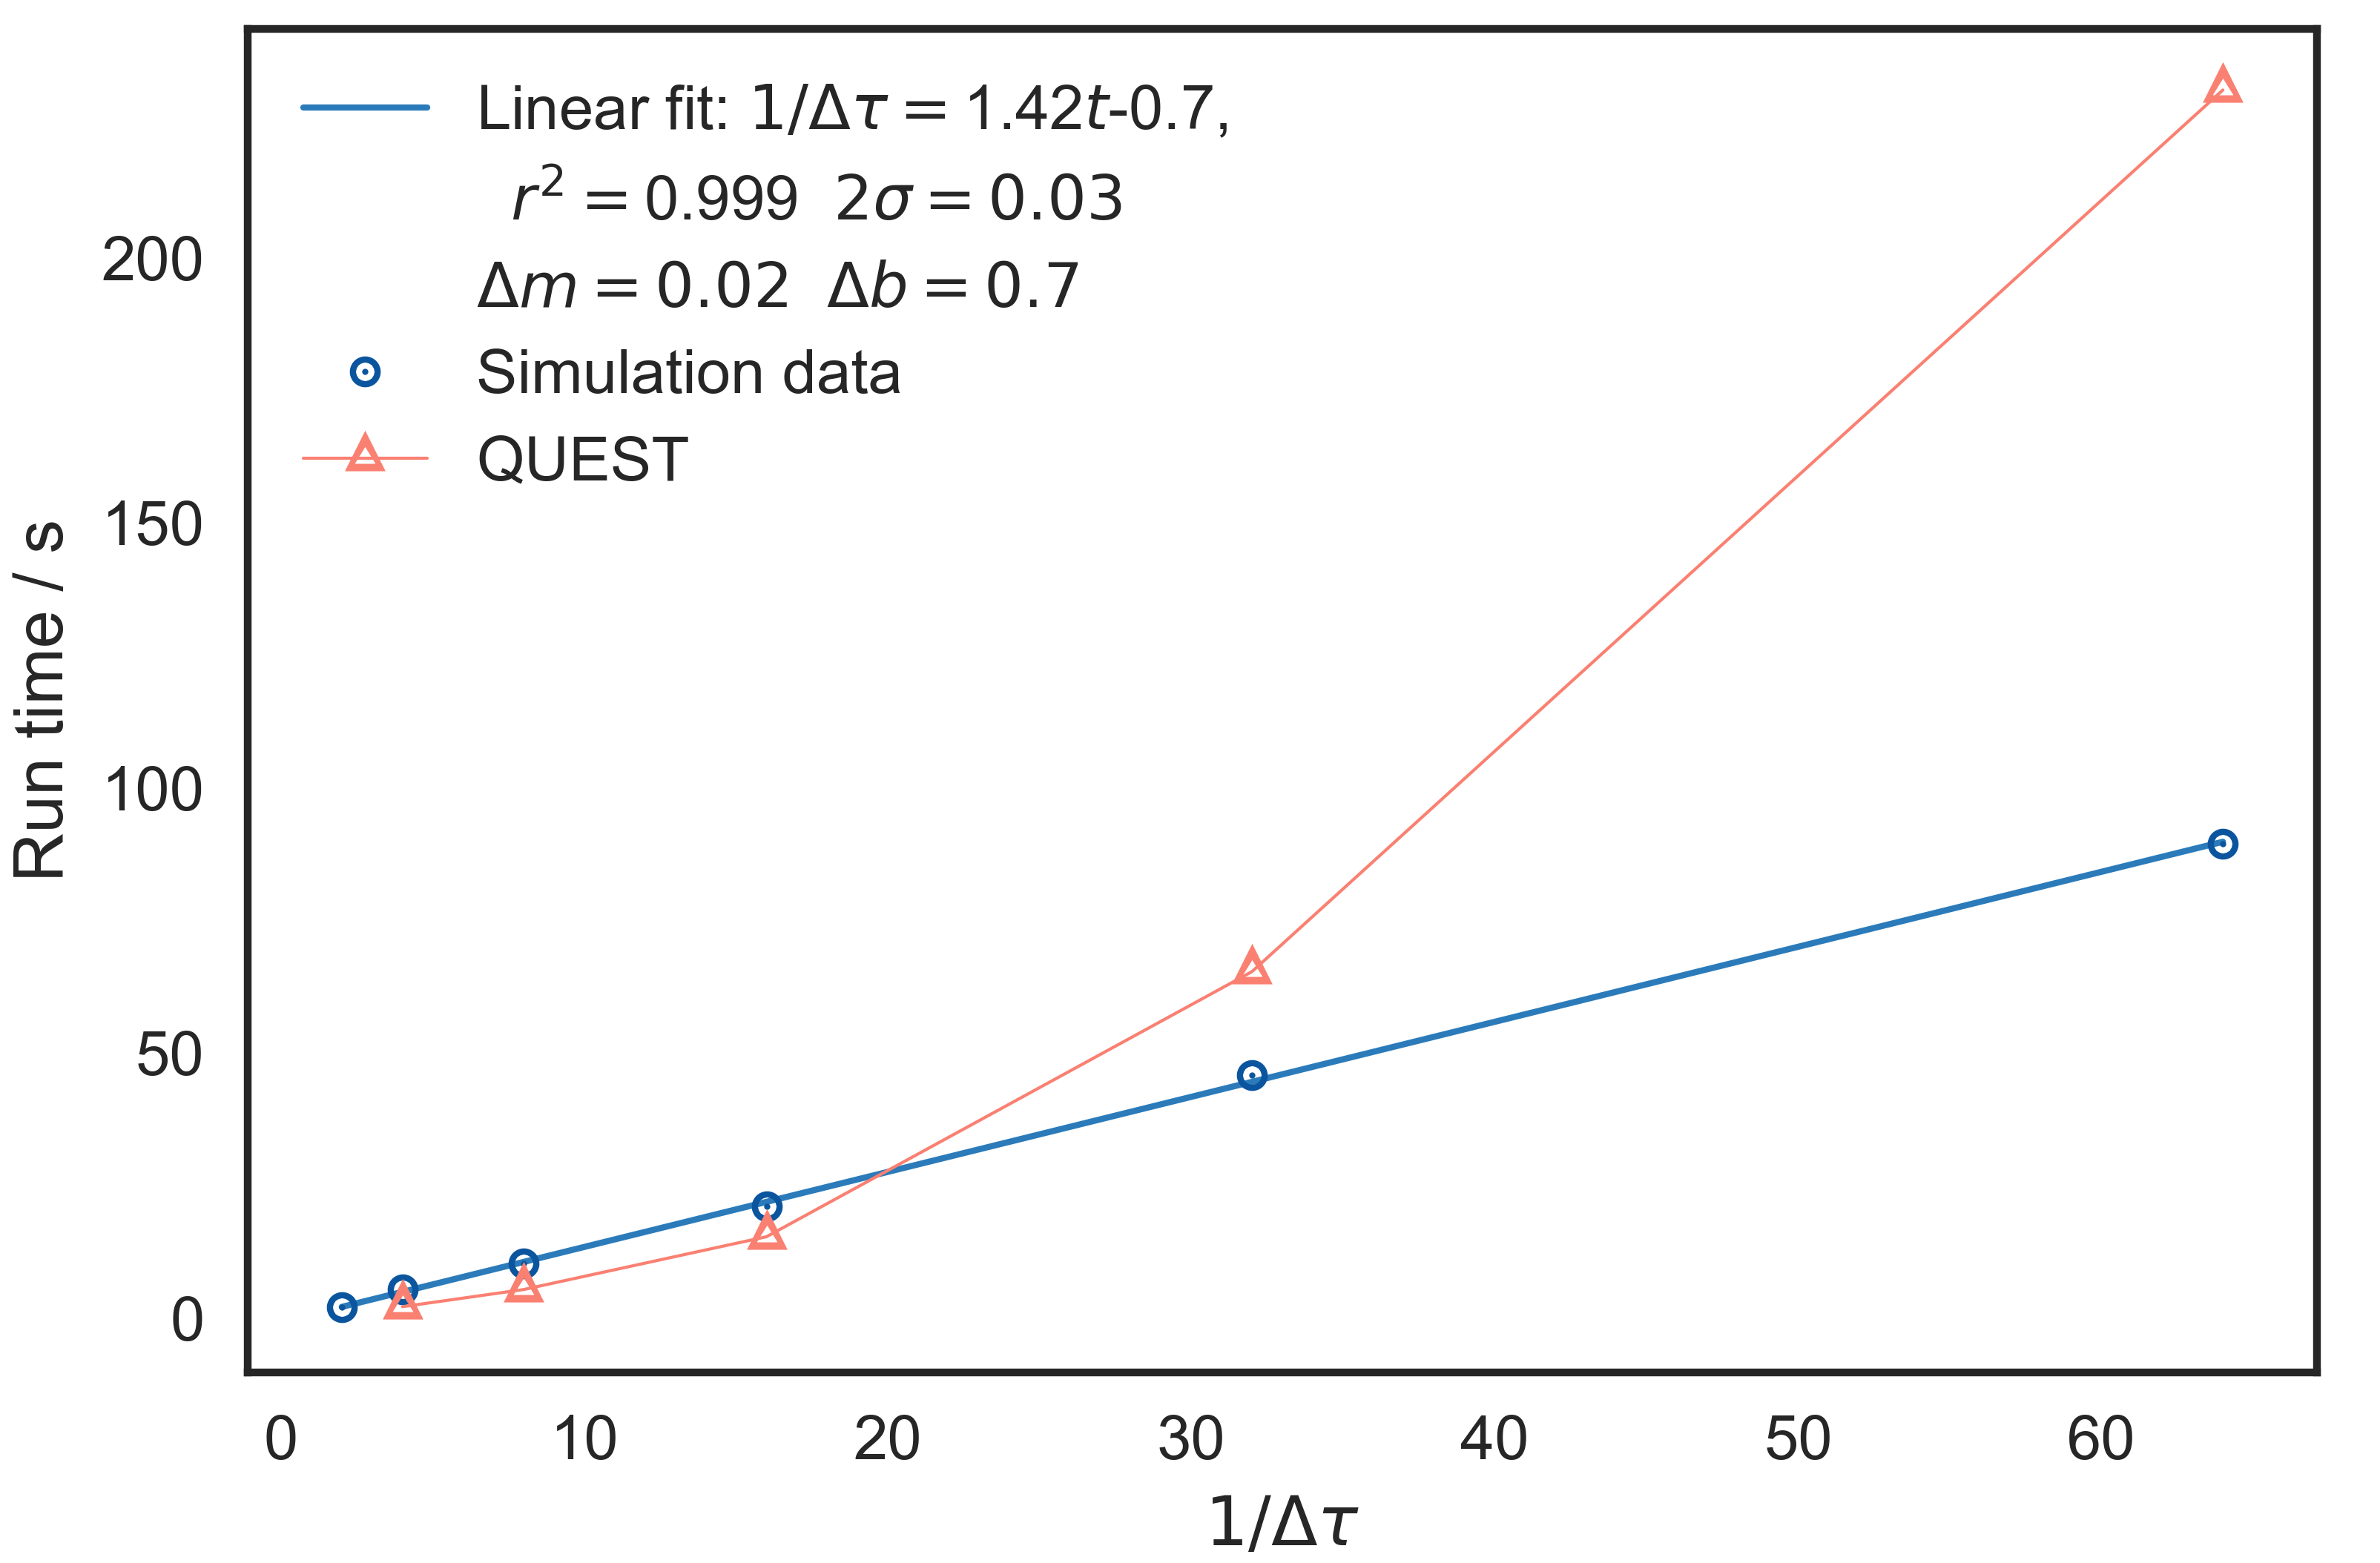 Linear fit: 1/Δτ = 1.42t-0.7,
r² = 0.999 2σ = 0.03
Δm = 0.02 Δb = 0.7
Simulation data
QUEST
Run time / s
200
150
100
50
0
0 10 20 30 40 50 60
1/Δτ